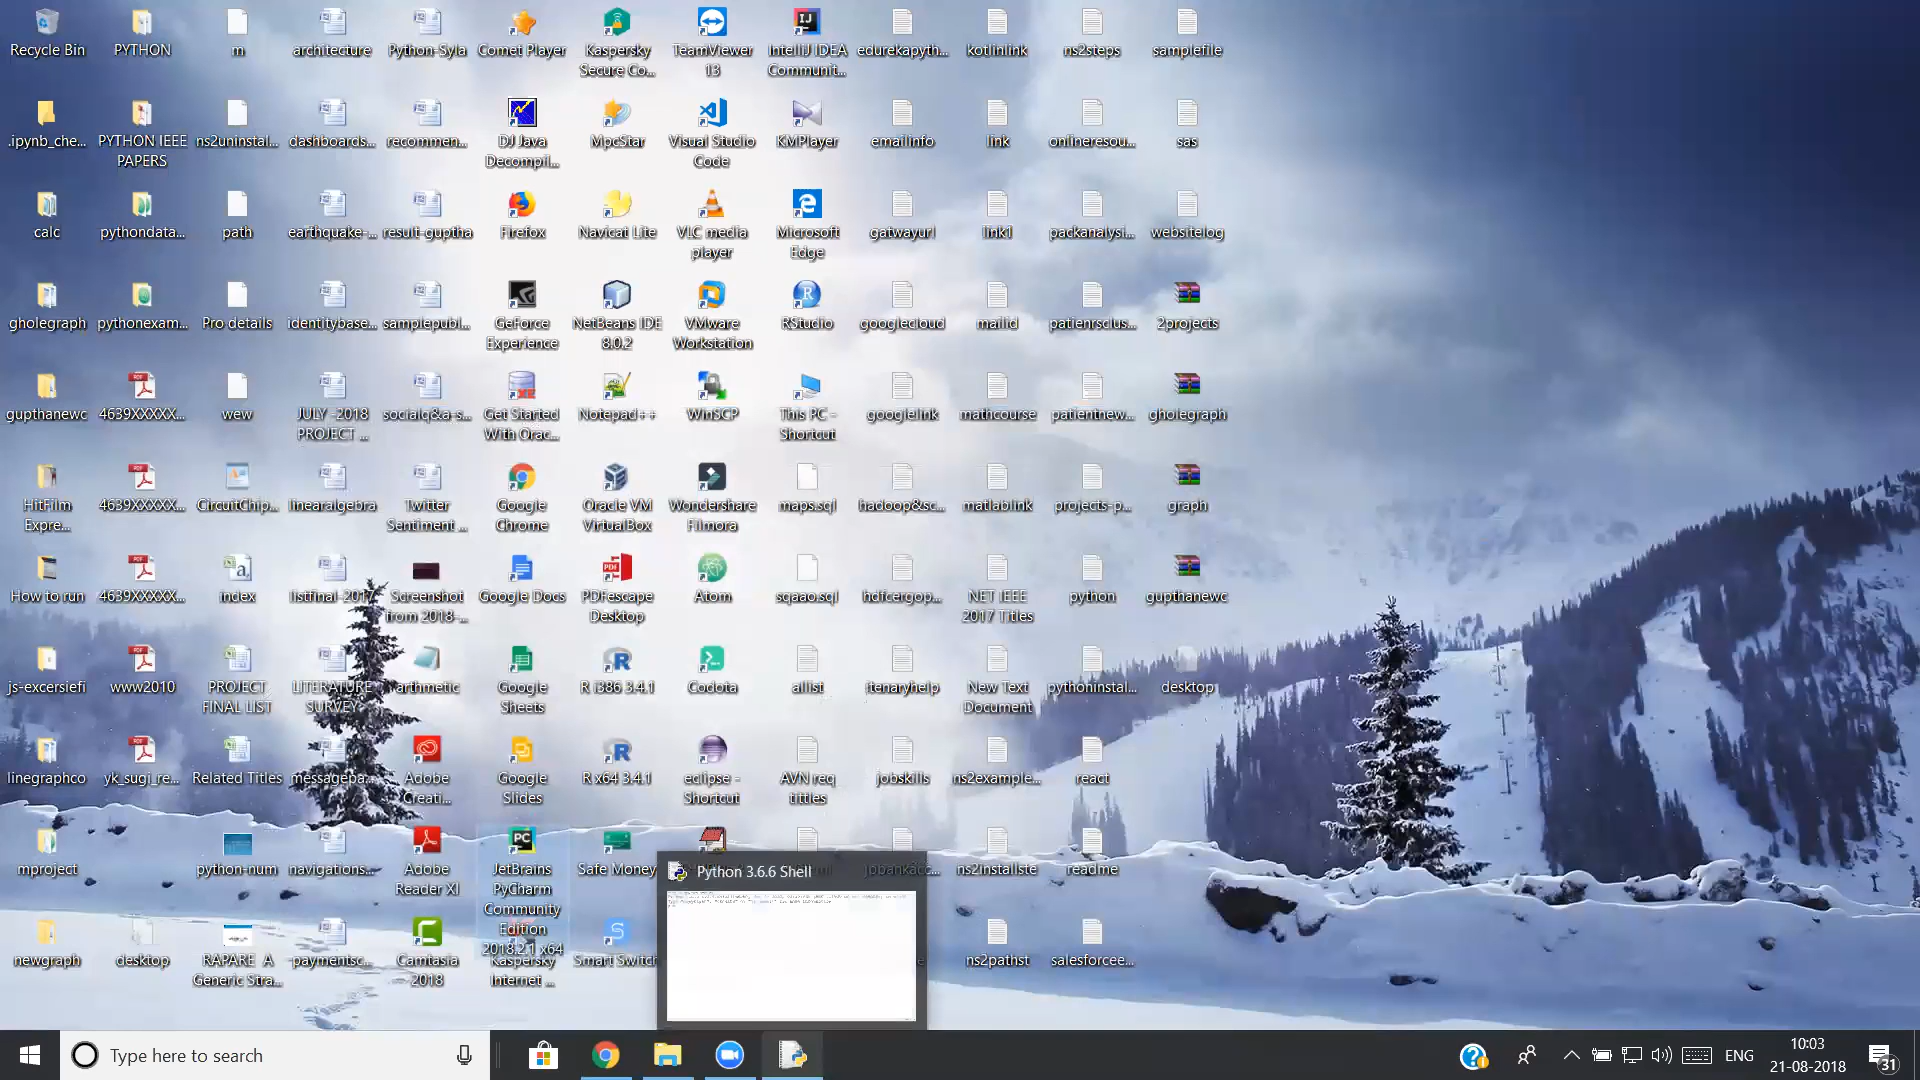 Recycle Bin
PYTHON
m
architecture
Python-Syla
Comet Player
Kaspersky
Secure Co...
TeamViewer
13
IntelliJ IDEA
Communit...
edurekapyth...
kotlinlink
ns2steps
samplefile
.ipynb_che...
PYTHON IEEE
PAPERS
ns2uninstal...
dashboards...
recommen...
DJ Java
Decompil...
MpcStar
Visual Studio
Code
KMPlayer
emailinfo
link
onlineresou...
sas
calc
pythondata...
path
earthquake-...
result-guptha
Firefox
Navicat Lite
VLC media
player
Microsoft
Edge
gatwayurl
link1
packanalysi...
websitelog
gholegraph
pythonexam...
Pro details
identitybase...
samplepubl...
GeForce
Experience
NetBeans IDE
8.0.2
VMware
Workstation
RStudio
googlecloud
mailid
patienrsclus...
2projects
gupthanewc
4639XXXXX...
wew
JULY -2018
PROJECT ...
socialq&a-s...
Get Started
With Orac...
Notepad++
WinSCP
This PC -
Shortcut
googlelink
mathcourse
patientnew...
gholegraph
HitFilm
Expre...
4639XXXXX...
CircuitChip...
linearalgebra
Twitter
Sentiment ...
Google
Chrome
Oracle VM
VirtualBox
Wondershare
Filmora
maps.sql
hadoop&sc...
matlablink
projects-p...
graph
How to run
4639XXXXX...
index
listfinal-2017
Screenshot
from 2018-...
Google Docs
PDFescape
Desktop
Atom
sqaao.sql
hdfcergop...
NET IEEE
2017 Titles
python
gupthanewc
js-excersiefi
www2010
PROJECT
FINAL LIST
LITERATURE
SURVEY
arthmetic
Google
Sheets
R i386 3.4.1
Codota
allist
itenaryhelp
New Text
Document
pythoninstal...
desktop
linegraphco
yk_sugi_re...
Related Titles
messagepa...
Adobe
Creati...
Google
Slides
R x64 3.4.1
eclipse -
Shortcut
AVN req
tittles
jobskills
ns2example...
react
mproject
python-num
navigations...
Adobe
Reader XI
JetBrains
PyCharm
Community
Edition
2018.2.1 x64
Safe Money
jobank2cc...
ns2installste
readme
Python 3.6.6 Shell
newgraph
desktop
RAPARE A
Generic Stra...
paymentsc...
Camtasia
2018
Kaspersky
Internet ...
Smart Switch
ns2pathst
salesforcee...
Type here to search
ENG
10:03
21-08-2018
31